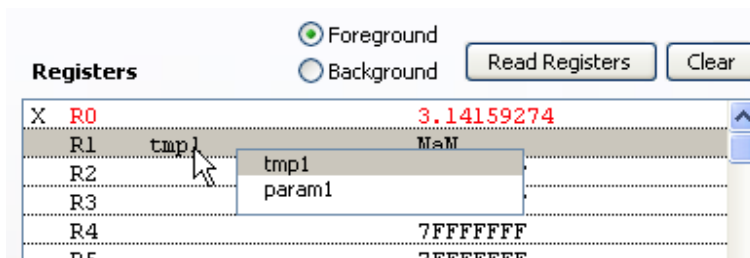 Foreground
Registers
Background
Read Registers
Clear
X R0 3.14159274
R1 tmp1 NaN
tmp1
R2
param1
R3
R4 7FFFFFFF